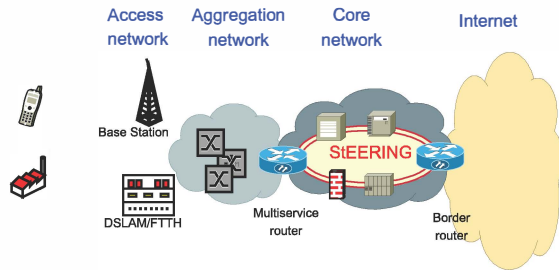 Access
network
Aggregation
network
Core
network
Internet
Base Station
StEERING
DSLAM/FTTH
Multiservice
router
Border
router